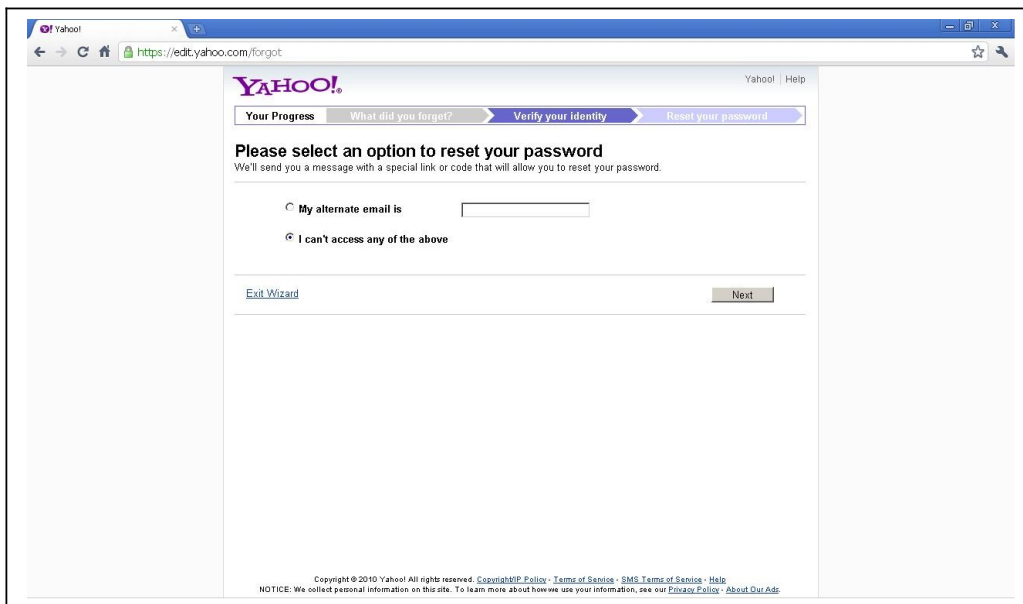 Yahoo!
https://edit.yahoo.com/forgot
YAHOO!®
Yahoo! | Help
Your Progress What did you forget? Verify your identity Reset your password
Please select an option to reset your password
We'll send you a message with a special link or code that will allow you to reset your password.
My alternate email is
I can't access any of the above
Exit Wizard Next
Copyright © 2010 Yahoo! All rights reserved. Copyright/IP Policy - Terms of Service - SMS Terms of Service - Help
NOTICE: We collect personal information on this site. To learn more about how we use your information, see our Privacy Policy - About Our Ads.